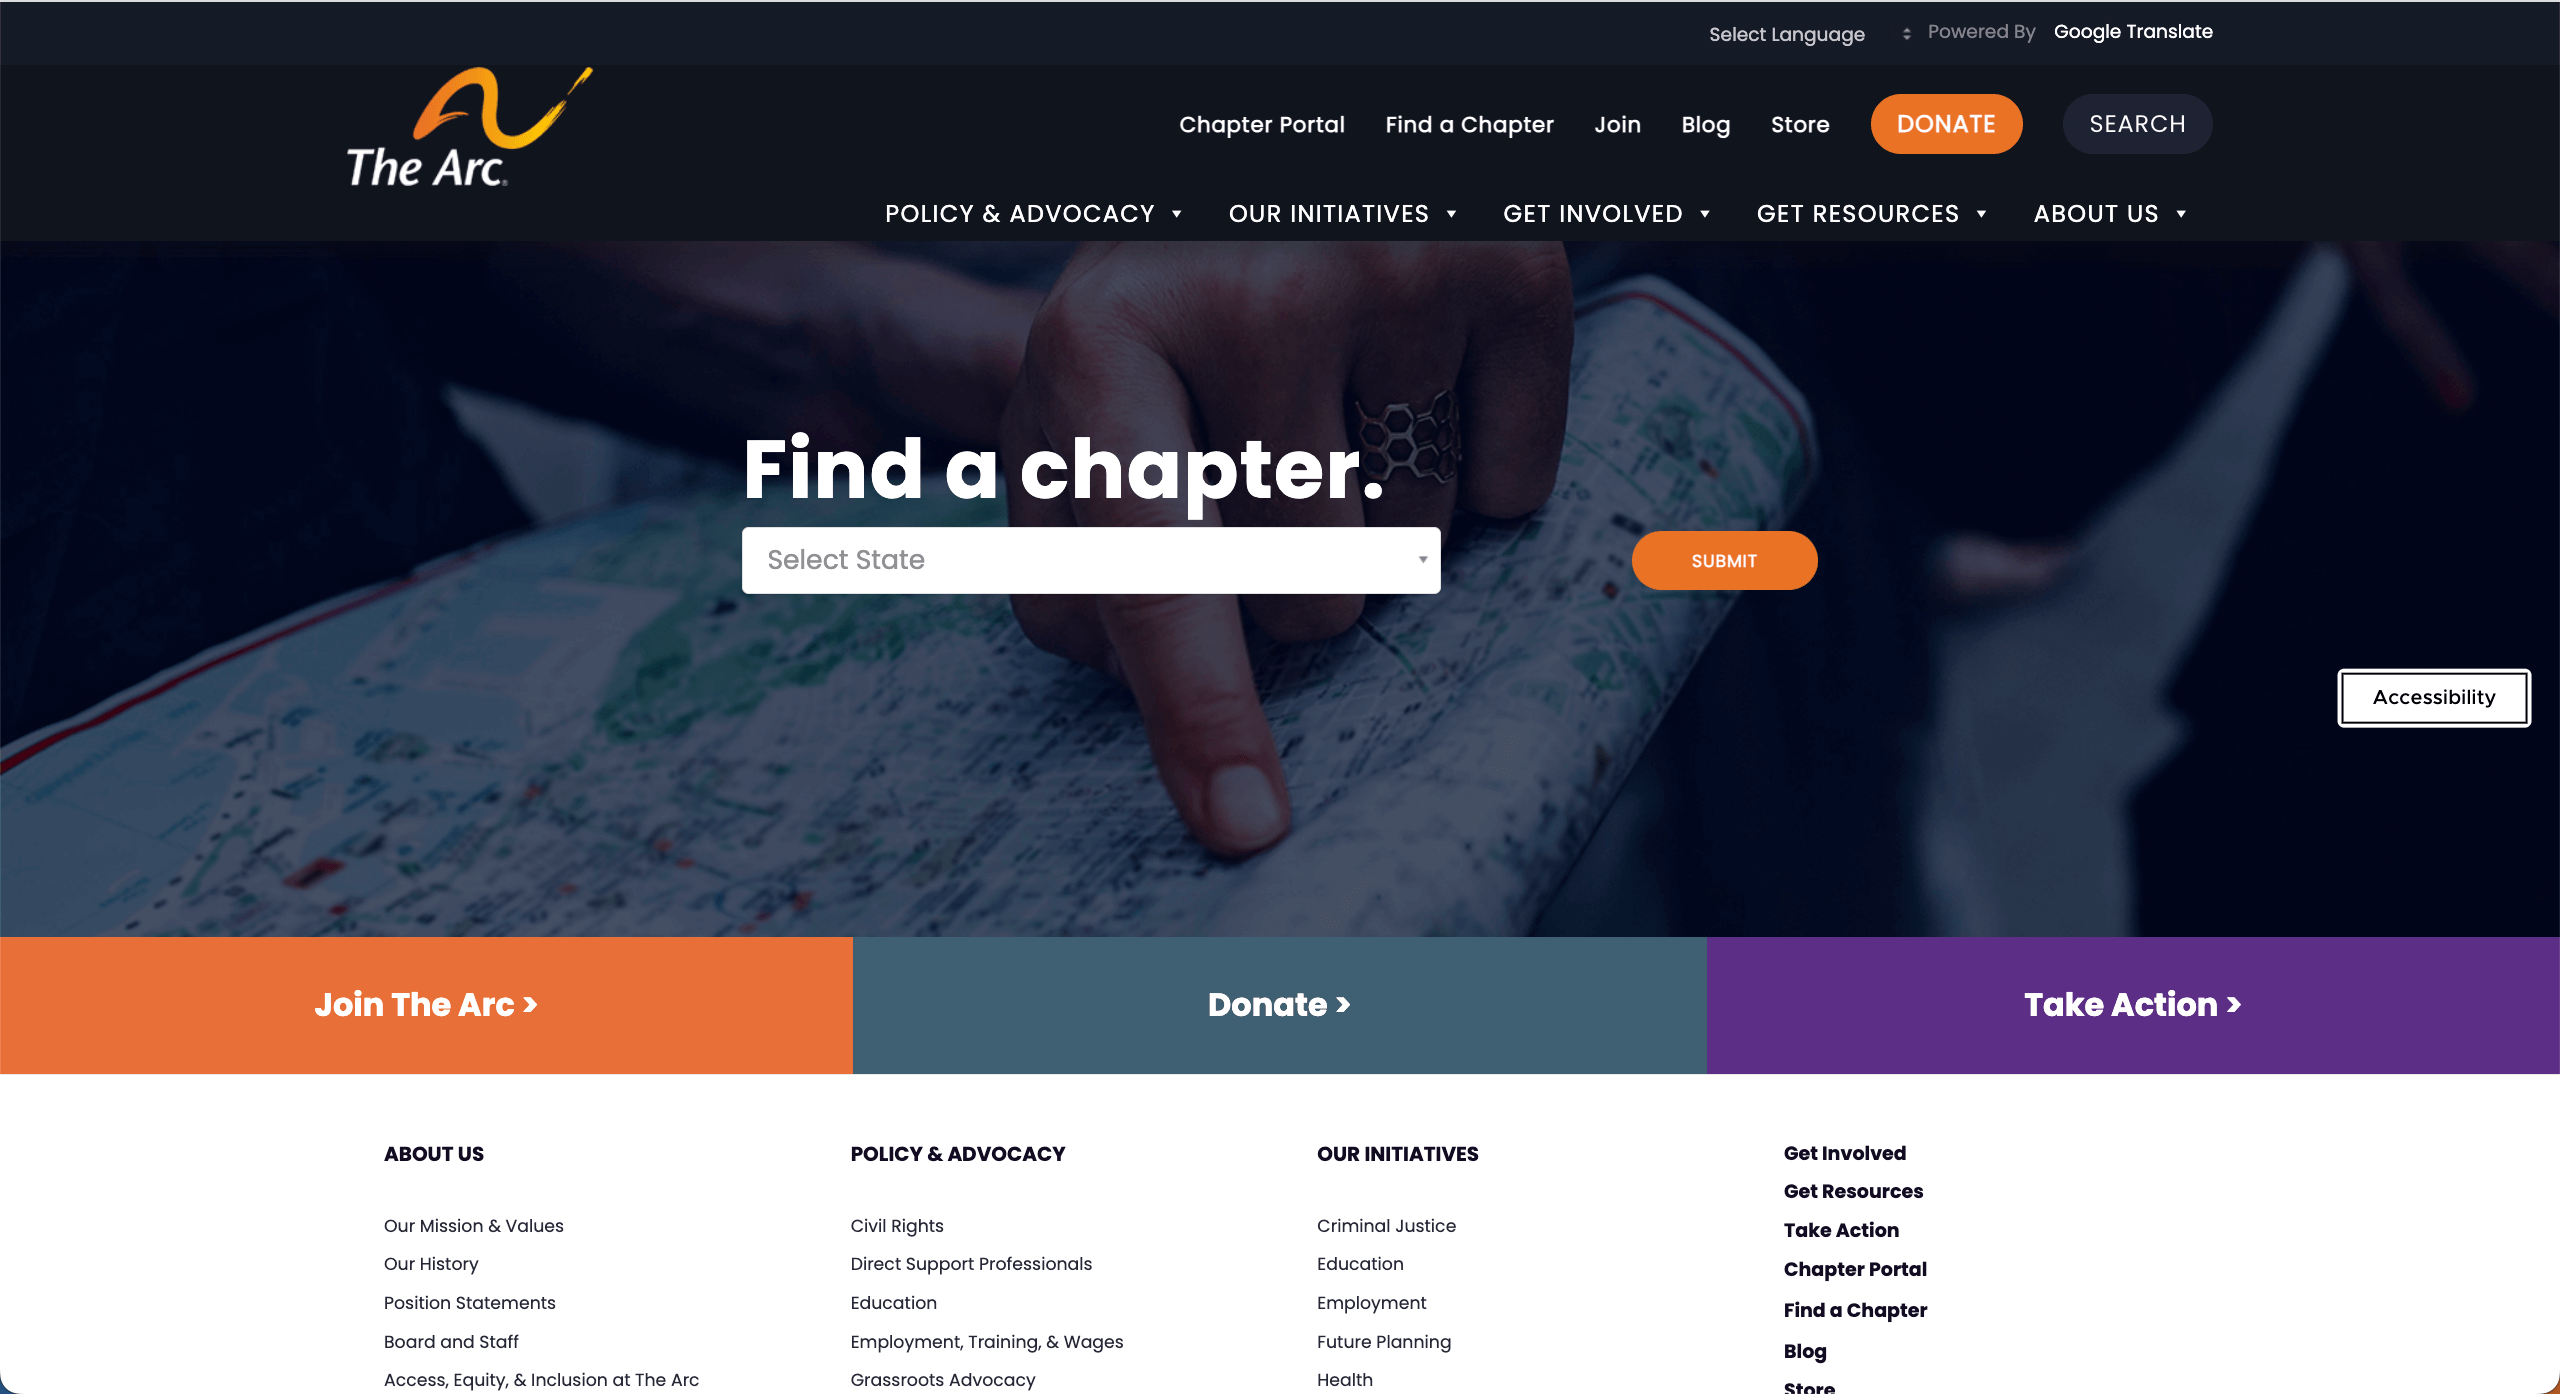 Select Language Powered By Google Translate
The Arc®
Chapter Portal Find a Chapter Join Blog Store DONATE SEARCH
POLICY & ADVOCACY ▼ OUR INITIATIVES ▼ GET INVOLVED ▼ GET RESOURCES ▼ ABOUT US ▼
Find a chapter.
Select State
SUBMIT
Accessibility
Join The Arc >
Donate >
Take Action >
ABOUT US
Our Mission & Values
Our History
Position Statements
Board and Staff
Access, Equity, & Inclusion at The Arc
POLICY & ADVOCACY
Civil Rights
Direct Support Professionals
Education
Employment, Training, & Wages
Grassroots Advocacy
OUR INITIATIVES
Criminal Justice
Education
Employment
Future Planning
Health
Get Involved
Get Resources
Take Action
Chapter Portal
Find a Chapter
Blog
Store